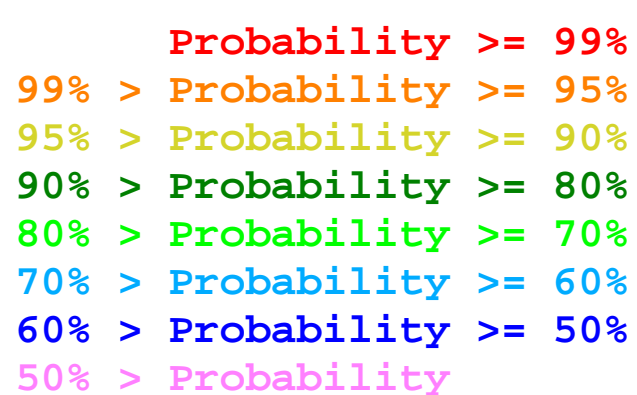 Probability >= 99%
99% > Probability >= 95%
95% > Probability >= 90%
90% > Probability >= 80%
80% > Probability >= 70%
70% > Probability >= 60%
60% > Probability >= 50%
50% > Probability